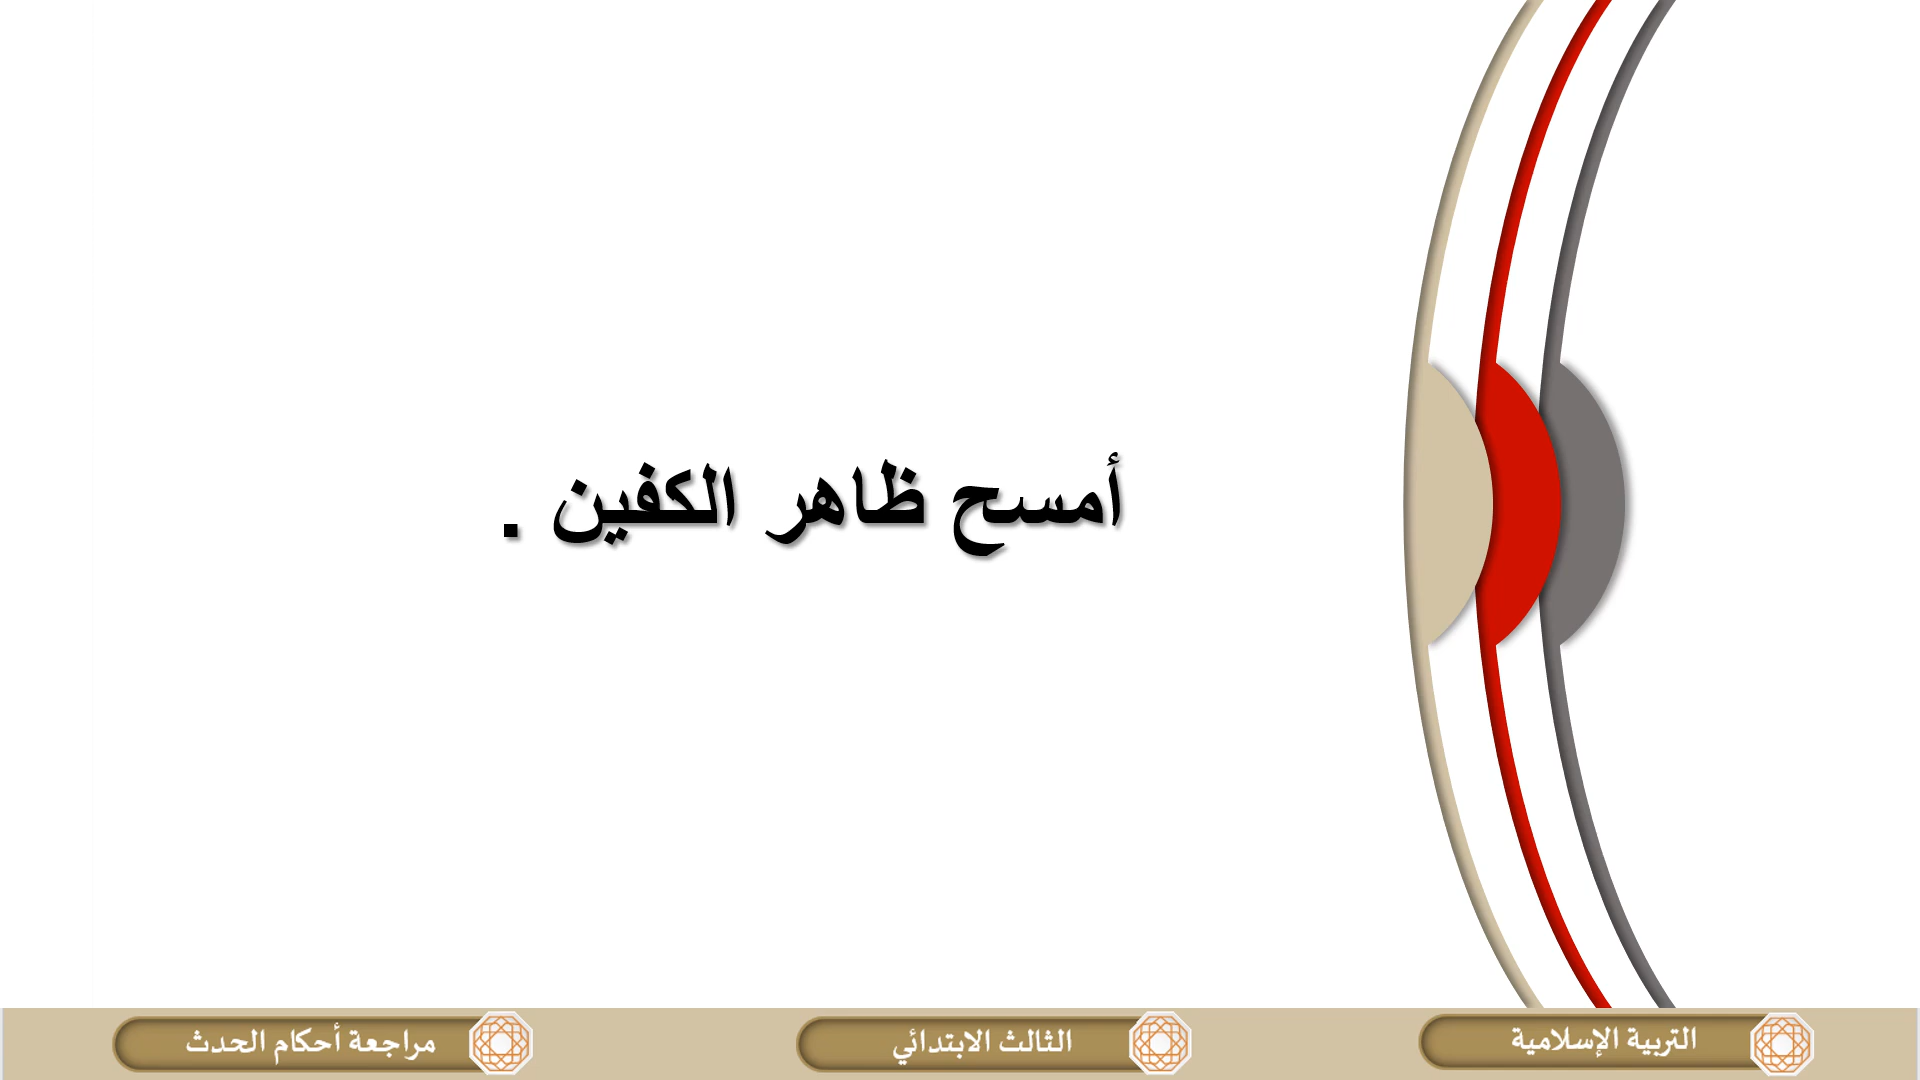 أمسح ظاهر الكفين .
التربية الإسلامية
الثالث الابتدائي
مراجعة أحكام الحدث